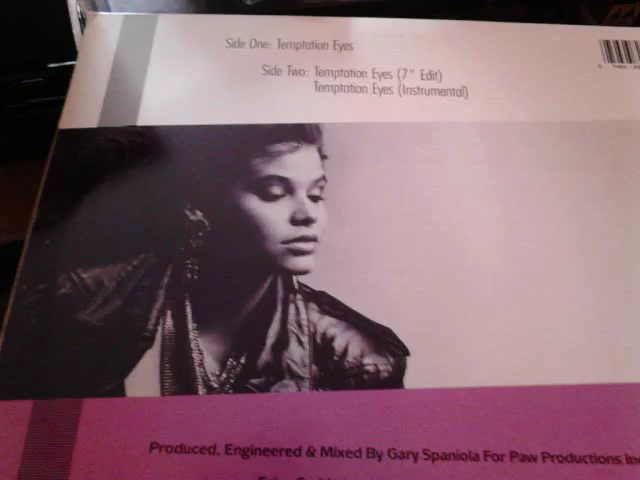 Side One: Temptation Eyes
Side Two: Temptation Eyes (7" Edit)
Temptation Eyes (Instrumental)
Produced, Engineered & Mixed By Gary Spaniola For Paw Productions Inc